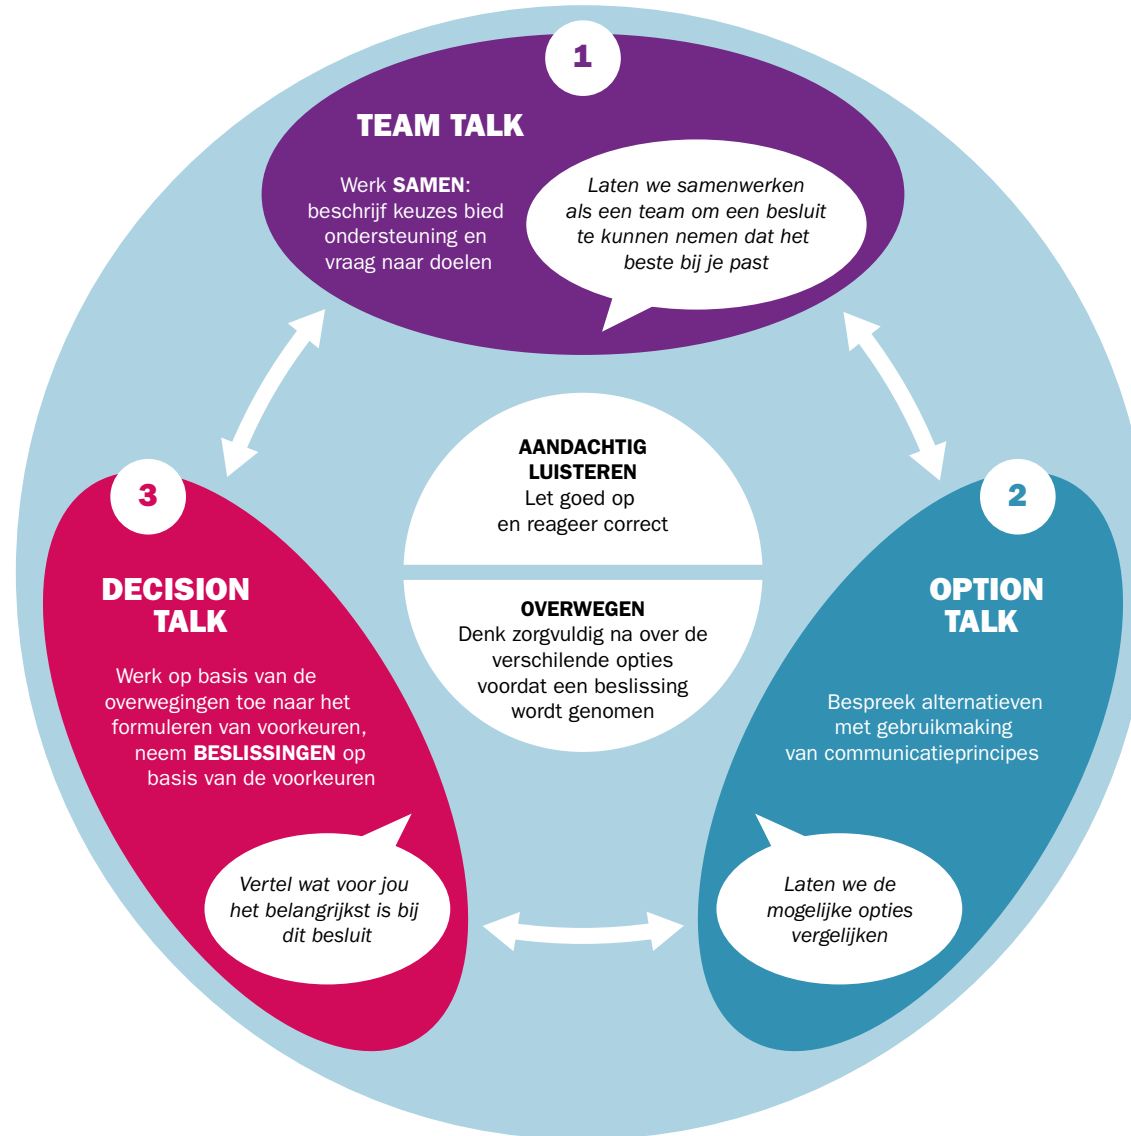 1
TEAM TALK
Werk SAMEN:
beschrijf keuzes bied
ondersteuning en
vraag naar doelen
Laten we samenwerken
als een team om een besluit
te kunnen nemen dat het
beste bij je past
AANDACHTIG
LUISTEREN
Let goed op
en reageer correct
OVERWEGEN
Denk zorgvuldig na over de
verschilende opties
voordat een beslissing
wordt genomen
2
OPTION
TALK
Bespreek alternatieven
met gebruikmaking
van communicatieprincipes
Laten we de
mogelijke opties
vergelijken
3
DECISION
TALK
Werk op basis van de
overwegingen toe naar het
formuleren van voorkeuren,
neem BESLISSINGEN op
basis van de voorkeuren
Vertel wat voor jou
het belangrijkst is bij
dit besluit